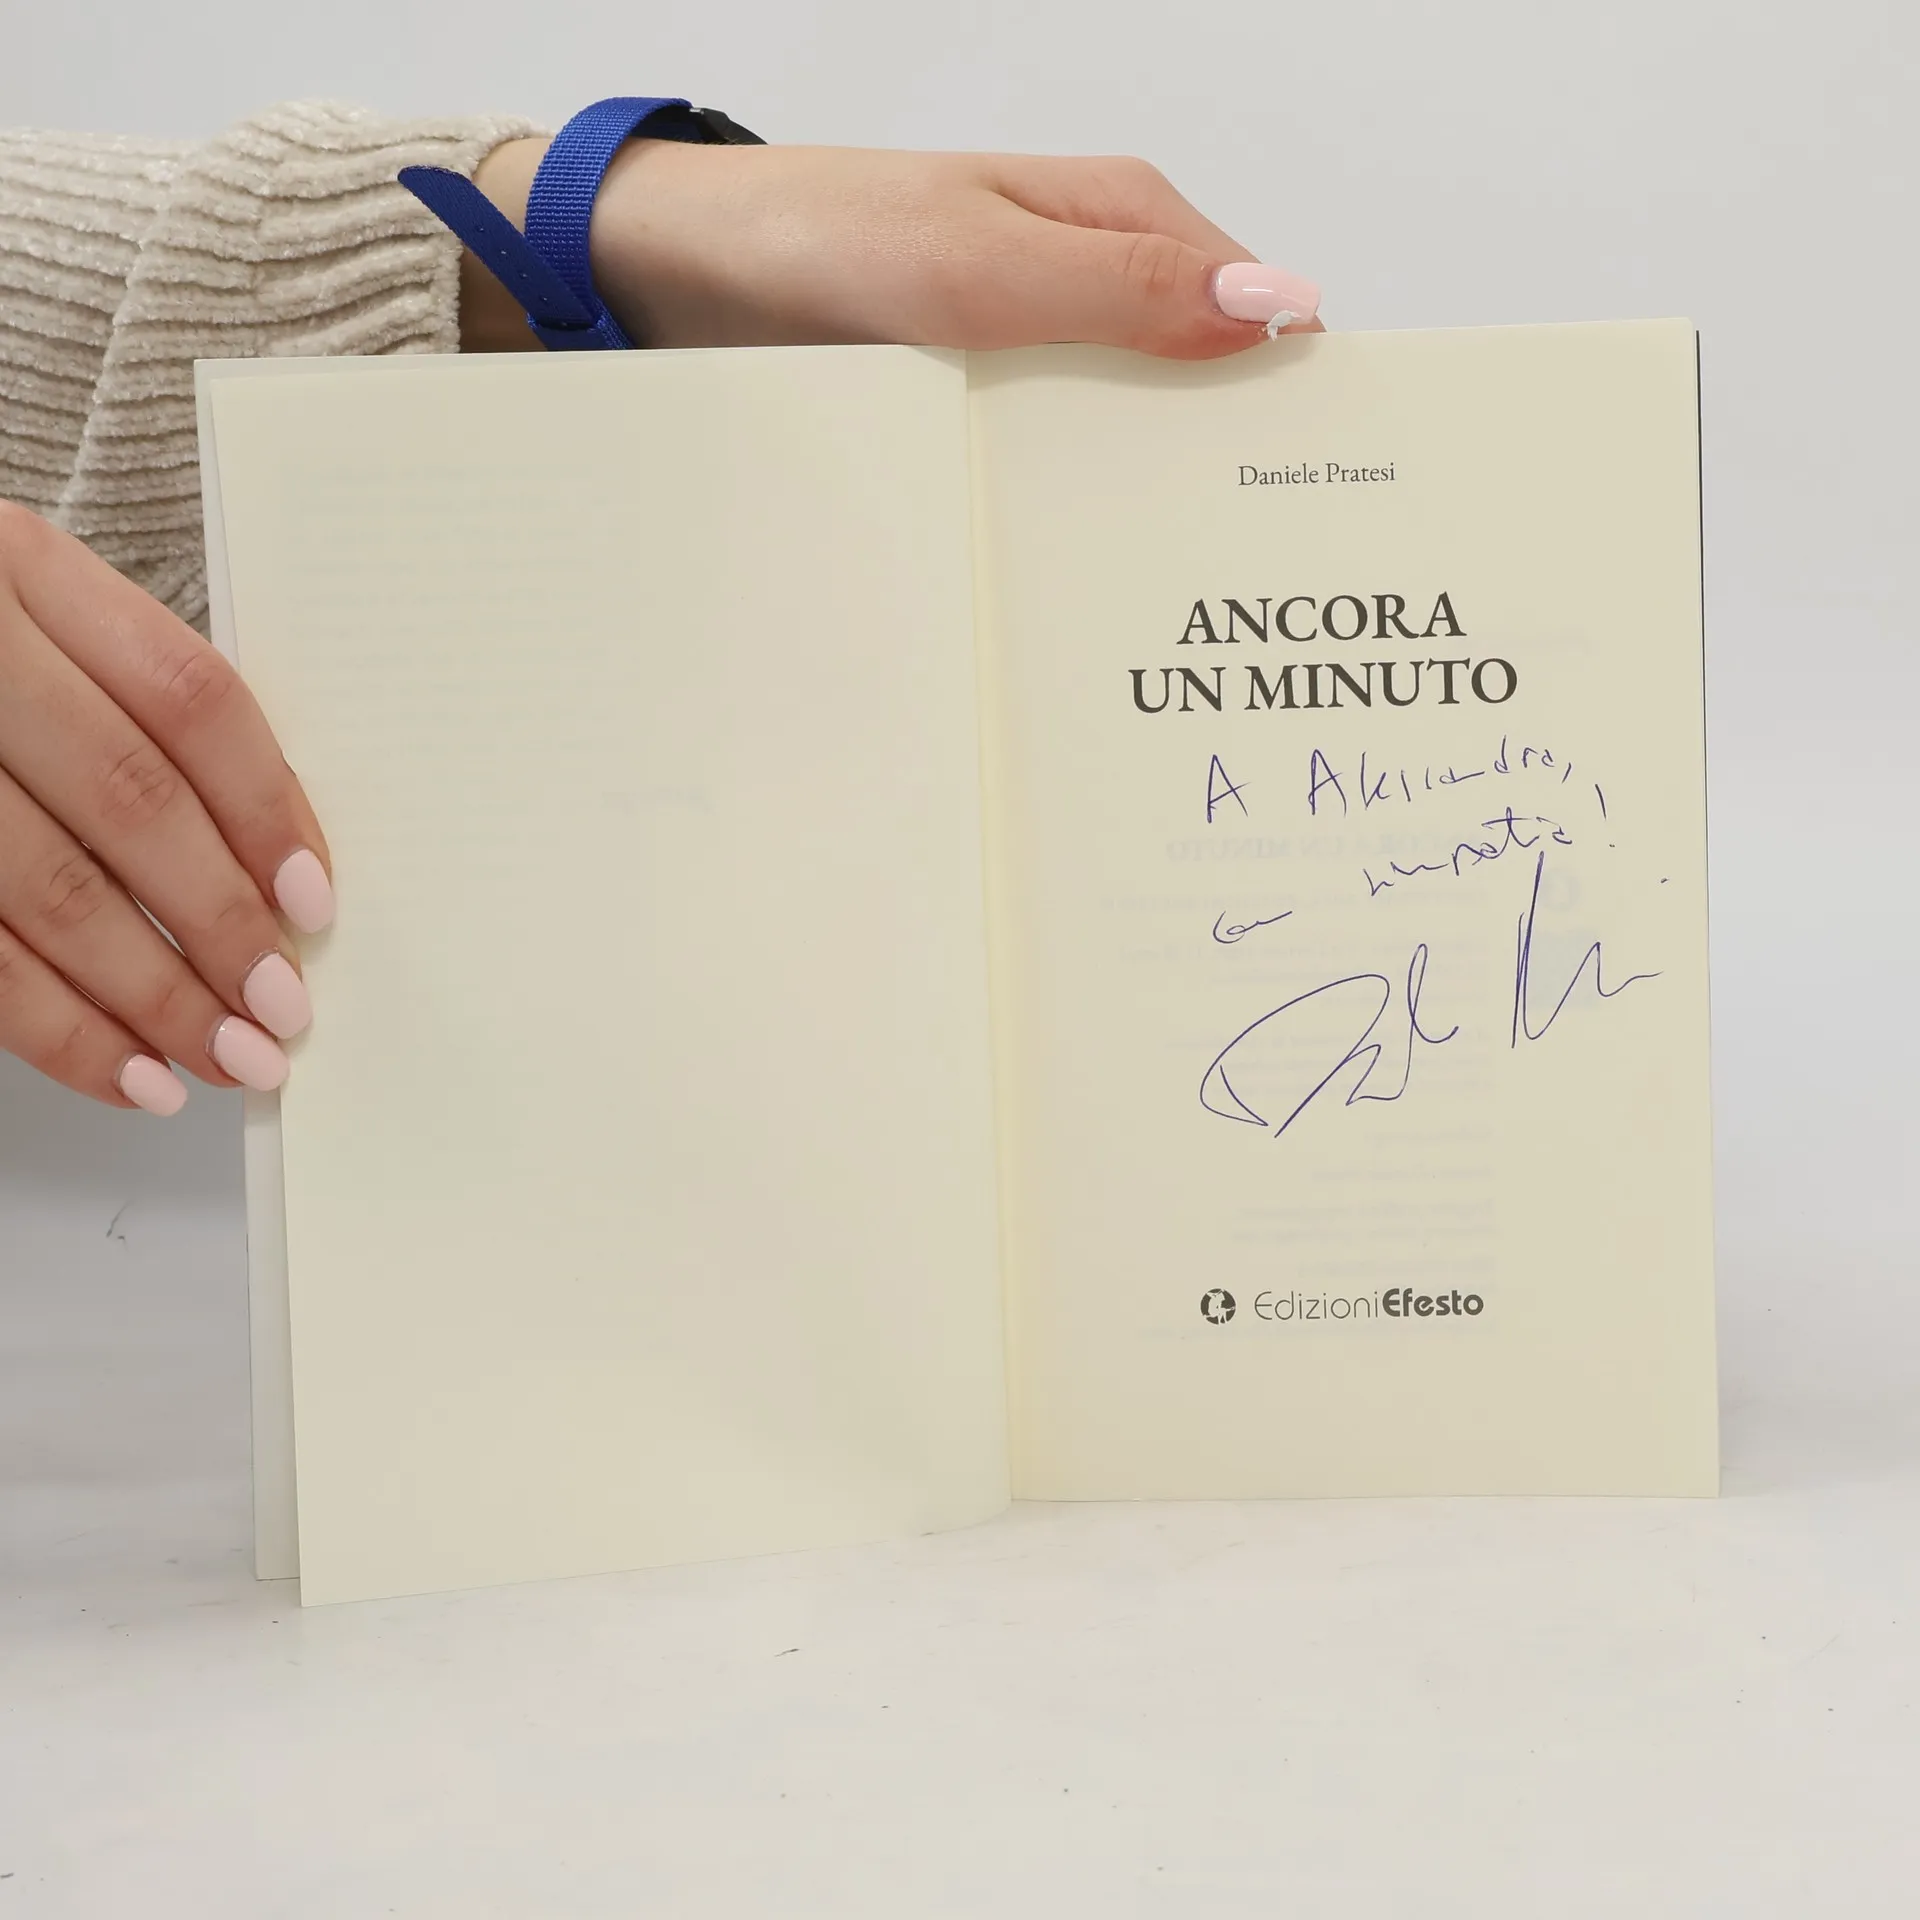 Daniele Pratesi
ANCORA
UN MINUTO
A Alessandra,
con simpatia!
EdizioniEfesto